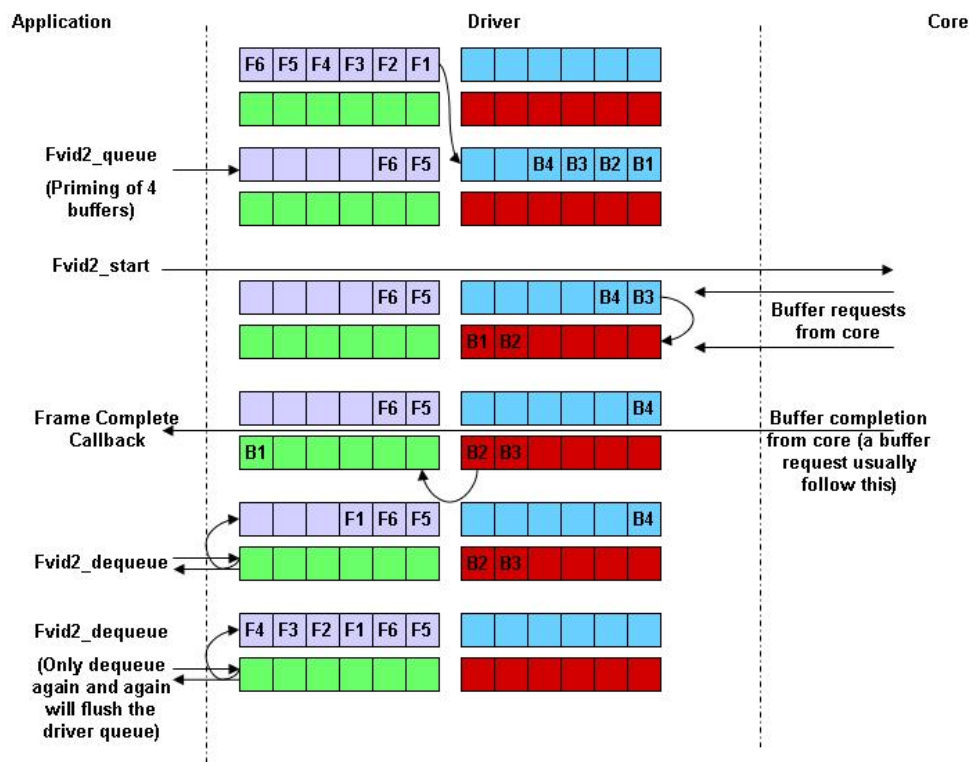 Application Driver Core
F6 F5 F4 F3 F2 F1
Fvid2_queue
(Priming of 4
buffers)
F6 F5 B4 B3 B2 B1
Fvid2_start
F6 F5 B4 B3
B1 B2
Buffer requests
from core
Frame Complete
Callback
F6 F5 B4
B1 B2 B3
Buffer completion
from core (a buffer
request usually
follow this)
F1 F6 F5 B4
Fvid2_dequeue
B2 B3
Fvid2_dequeue
(Only dequeue
again and again
will flush the
driver queue)
F4 F3 F2 F1 F6 F5